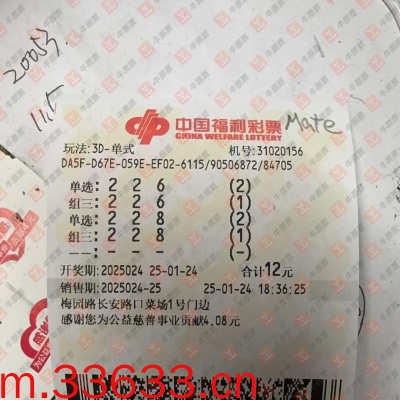 20053
11,5
中国福利彩票
CHINA WELFARE LOTTERY
Mate
玩法:3D-单式 机号:31020156
DA5F-D67E-059E-EF02-6115/90506872/84705
单选: 2 2 6 (2)
组三: 2 2 6 (1)
单选: 2 2 8 (2)
组三: 2 2 8 (1)
——: — — — (-)
开奖期:2025024 25-01-24 合计12元
销售期:2025024-25 25-01-24 18:36:25
梅园路长安路口菜场1号门边
感谢您为公益慈善事业贡献4.08元
m.33633.cn